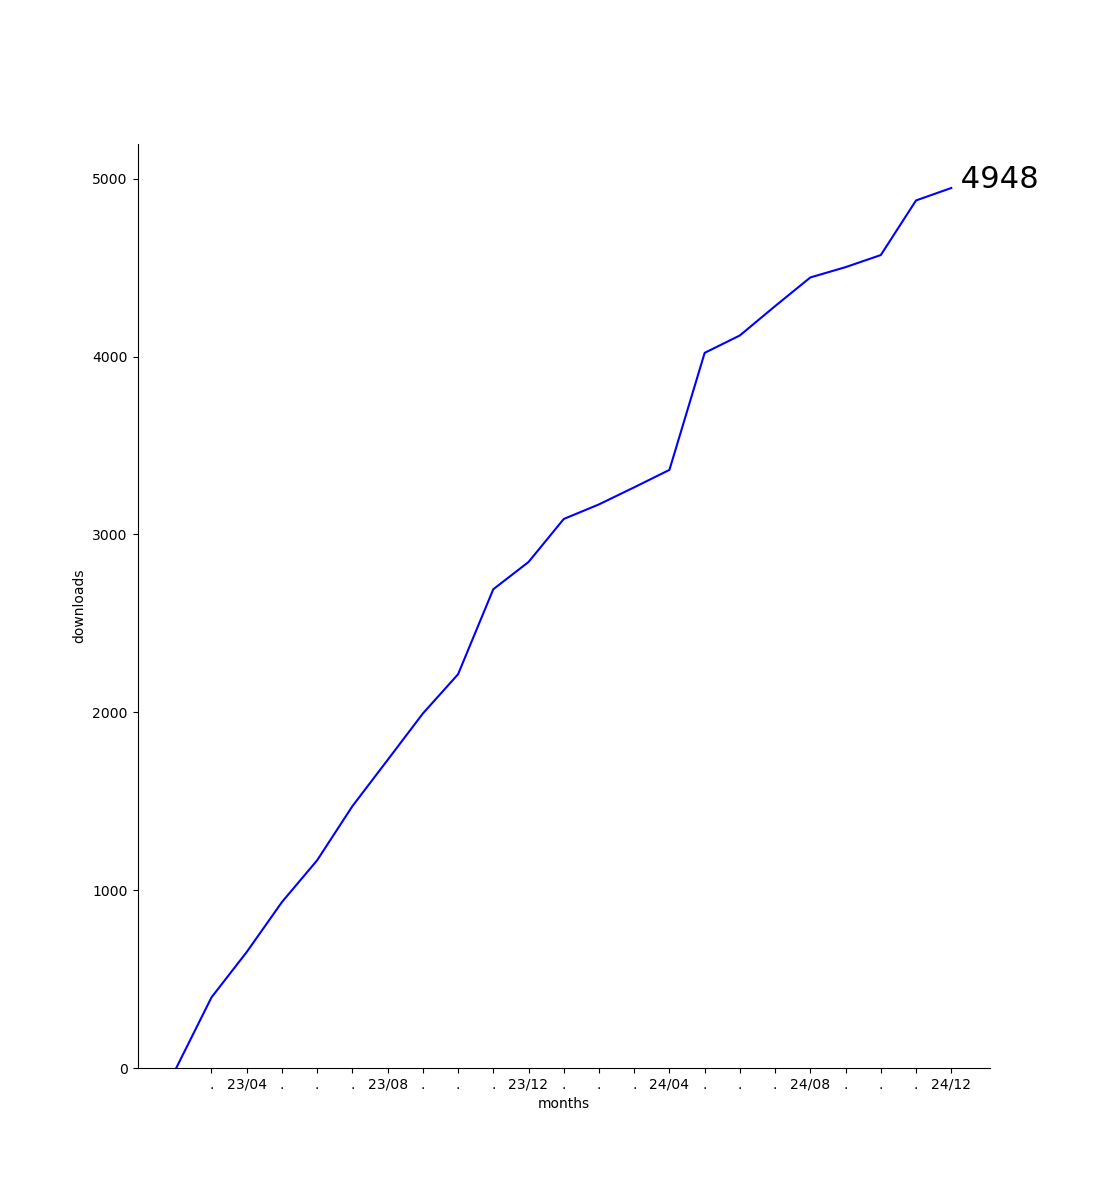 4948
5000
4000
3000
2000
1000
0
downloads
. 23/04 . . . 23/08 . . . 23/12 . . . 24/04 . . . 24/08 . . . 24/12
months